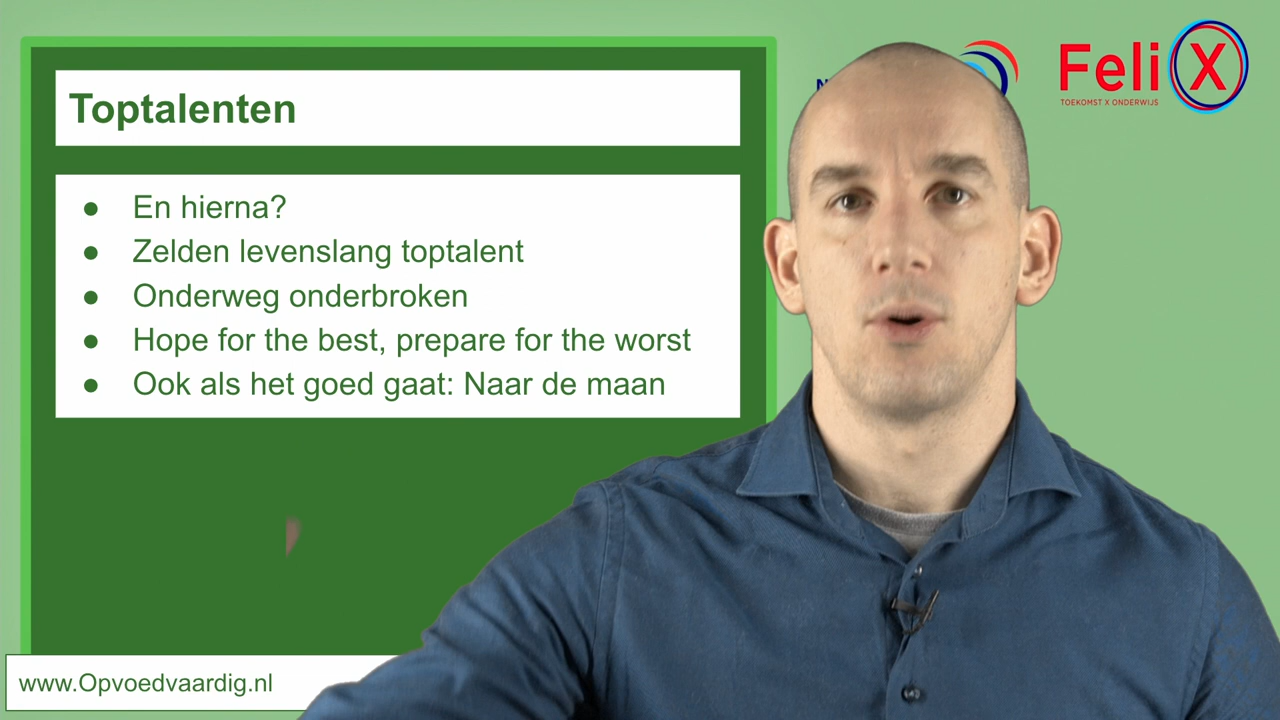 Toptalenten
● En hierna?
● Zelden levenslang toptalent
● Onderweg onderbroken
● Hope for the best, prepare for the worst
● Ook als het goed gaat: Naar de maan
www.Opvoedvaardig.nl
FeliX
TOEKOMST X ONDERWIJS